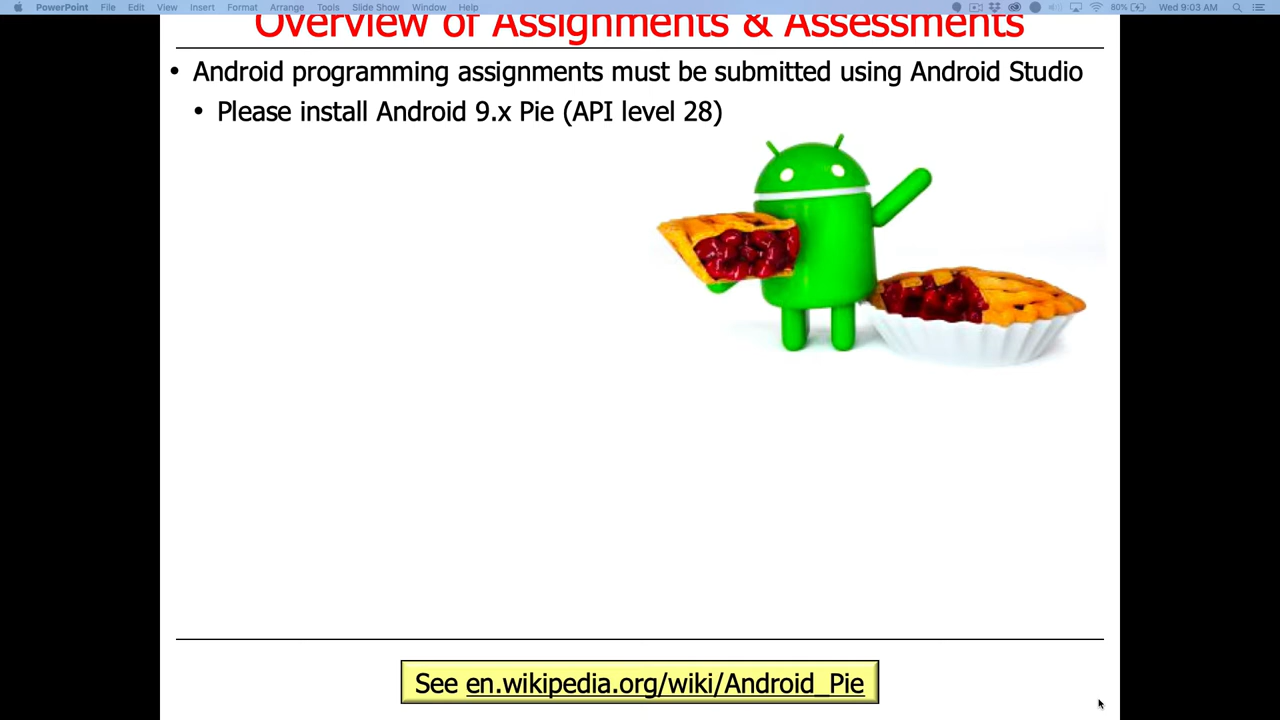 PowerPoint File Edit View Insert Format Arrange Tools Slide Show Window Help 80% Wed 9:03 AM
Overview of Assignments & Assessments
• Android programming assignments must be submitted using Android Studio
• Please install Android 9.x Pie (API level 28)
See en.wikipedia.org/wiki/Android_Pie